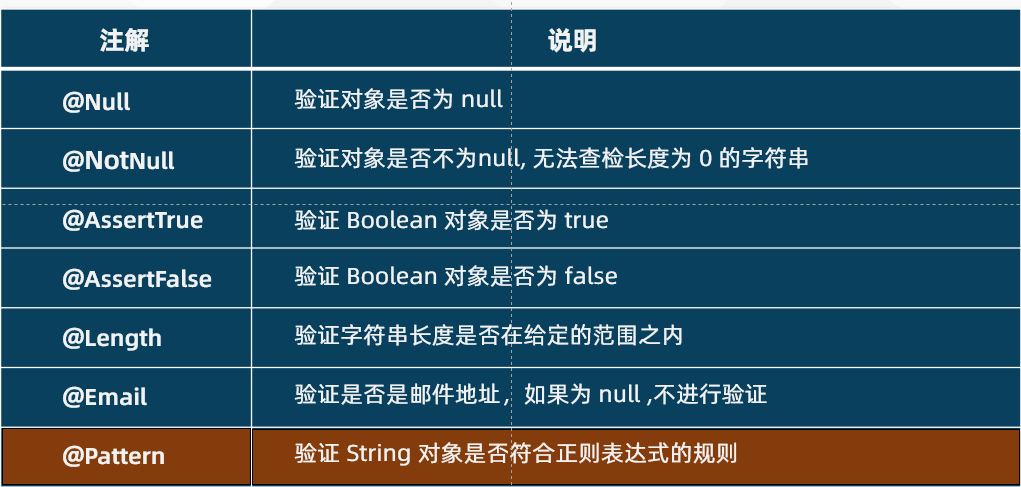 注解 说明
@Null 验证对象是否为 null
@NotNull 验证对象是否不为null, 无法查检长度为 0 的字符串
@AssertTrue 验证 Boolean 对象是否为 true
@AssertFalse 验证 Boolean 对象是否为 false
@Length 验证字符串长度是否在给定的范围之内
@Email 验证是否是邮件地址，如果为 null ,不进行验证
@Pattern 验证 String 对象是否符合正则表达式的规则